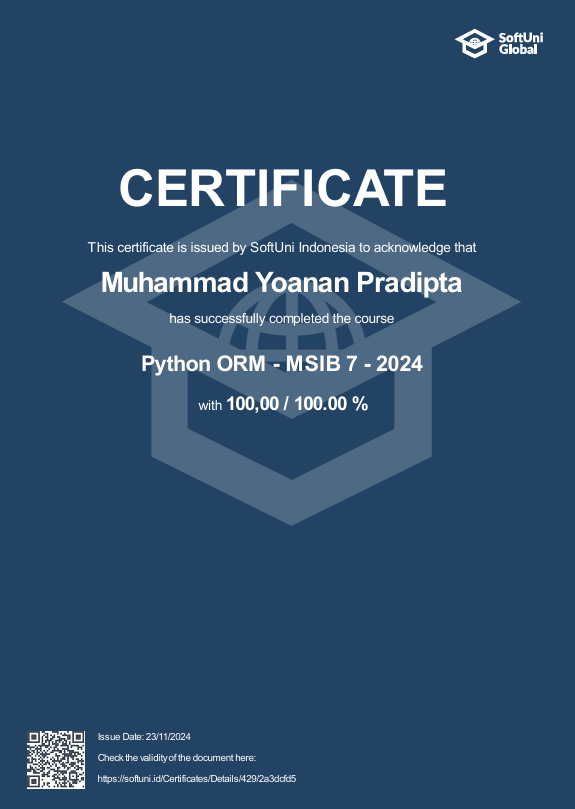 SoftUni
Global
CERTIFICATE
This certificate is issued by SoftUni Indonesia to acknowledge that
Muhammad Yoanan Pradipta
has successfully completed the course
Python ORM - MSIB 7 - 2024
with 100,00 / 100.00 %
Issue Date: 23/11/2024
Check the validity of the document here:
https://softuni.id/Certificates/Details/429/2a3dcfd5